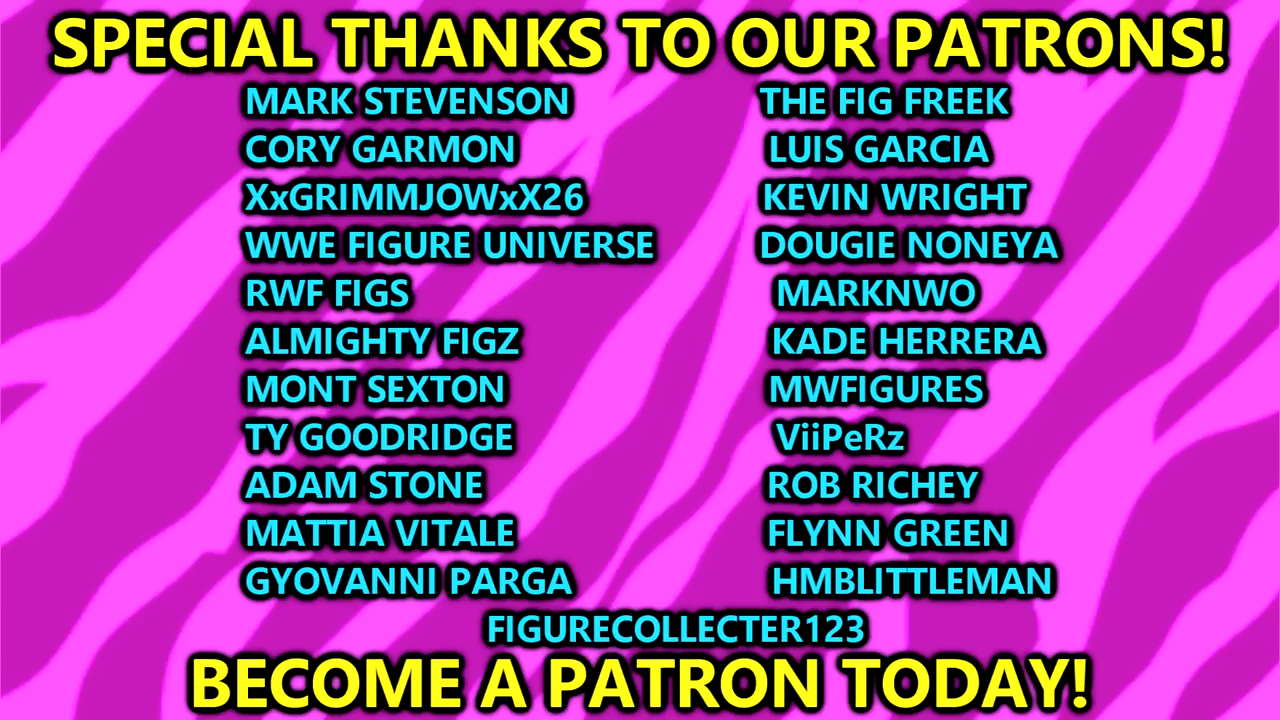 SPECIAL THANKS TO OUR PATRONS!
MARK STEVENSON
CORY GARMON
XxGRIMMJOWxX26
WWE FIGURE UNIVERSE
RWF FIGS
ALMIGHTY FIGZ
MONT SEXTON
TY GOODRIDGE
ADAM STONE
MATTIA VITALE
GYOVANNI PARGA
THE FIG FREEK
LUIS GARCIA
KEVIN WRIGHT
DOUGIE NONEYA
MARKNWO
KADE HERRERA
MWFIGURES
ViiPeRz
ROB RICHEY
FLYNN GREEN
HMBLITTLEMAN
FIGURECOLLECTER123
BECOME A PATRON TODAY!